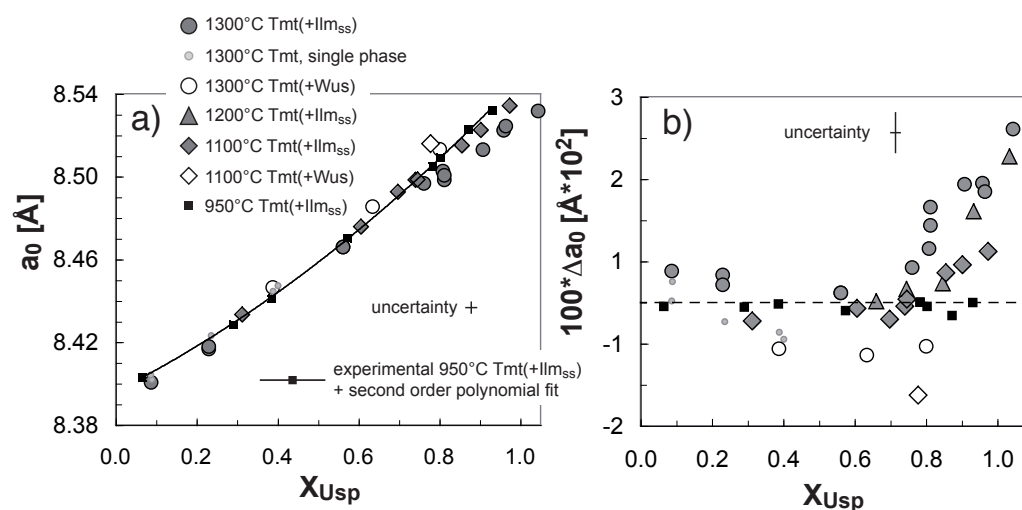 1300°C Tmt(+Ilmss)
1300°C Tmt, single phase
1300°C Tmt(+Wus)
1200°C Tmt(+Ilmss)
1100°C Tmt(+Ilmss)
1100°C Tmt(+Wus)
950°C Tmt(+Ilmss)
a)
a0 [Å]
8.54
8.50
8.46
8.42
8.38
uncertainty
experimental 950°C Tmt(+Ilmss)
+ second order polynomial fit
0.0 0.2 0.4 0.6 0.8 1.0
XUsp
b)
100*Δa0 [Å*10²]
3
2
1
-1
-2
uncertainty
0.0 0.2 0.4 0.6 0.8 1.0
XUsp